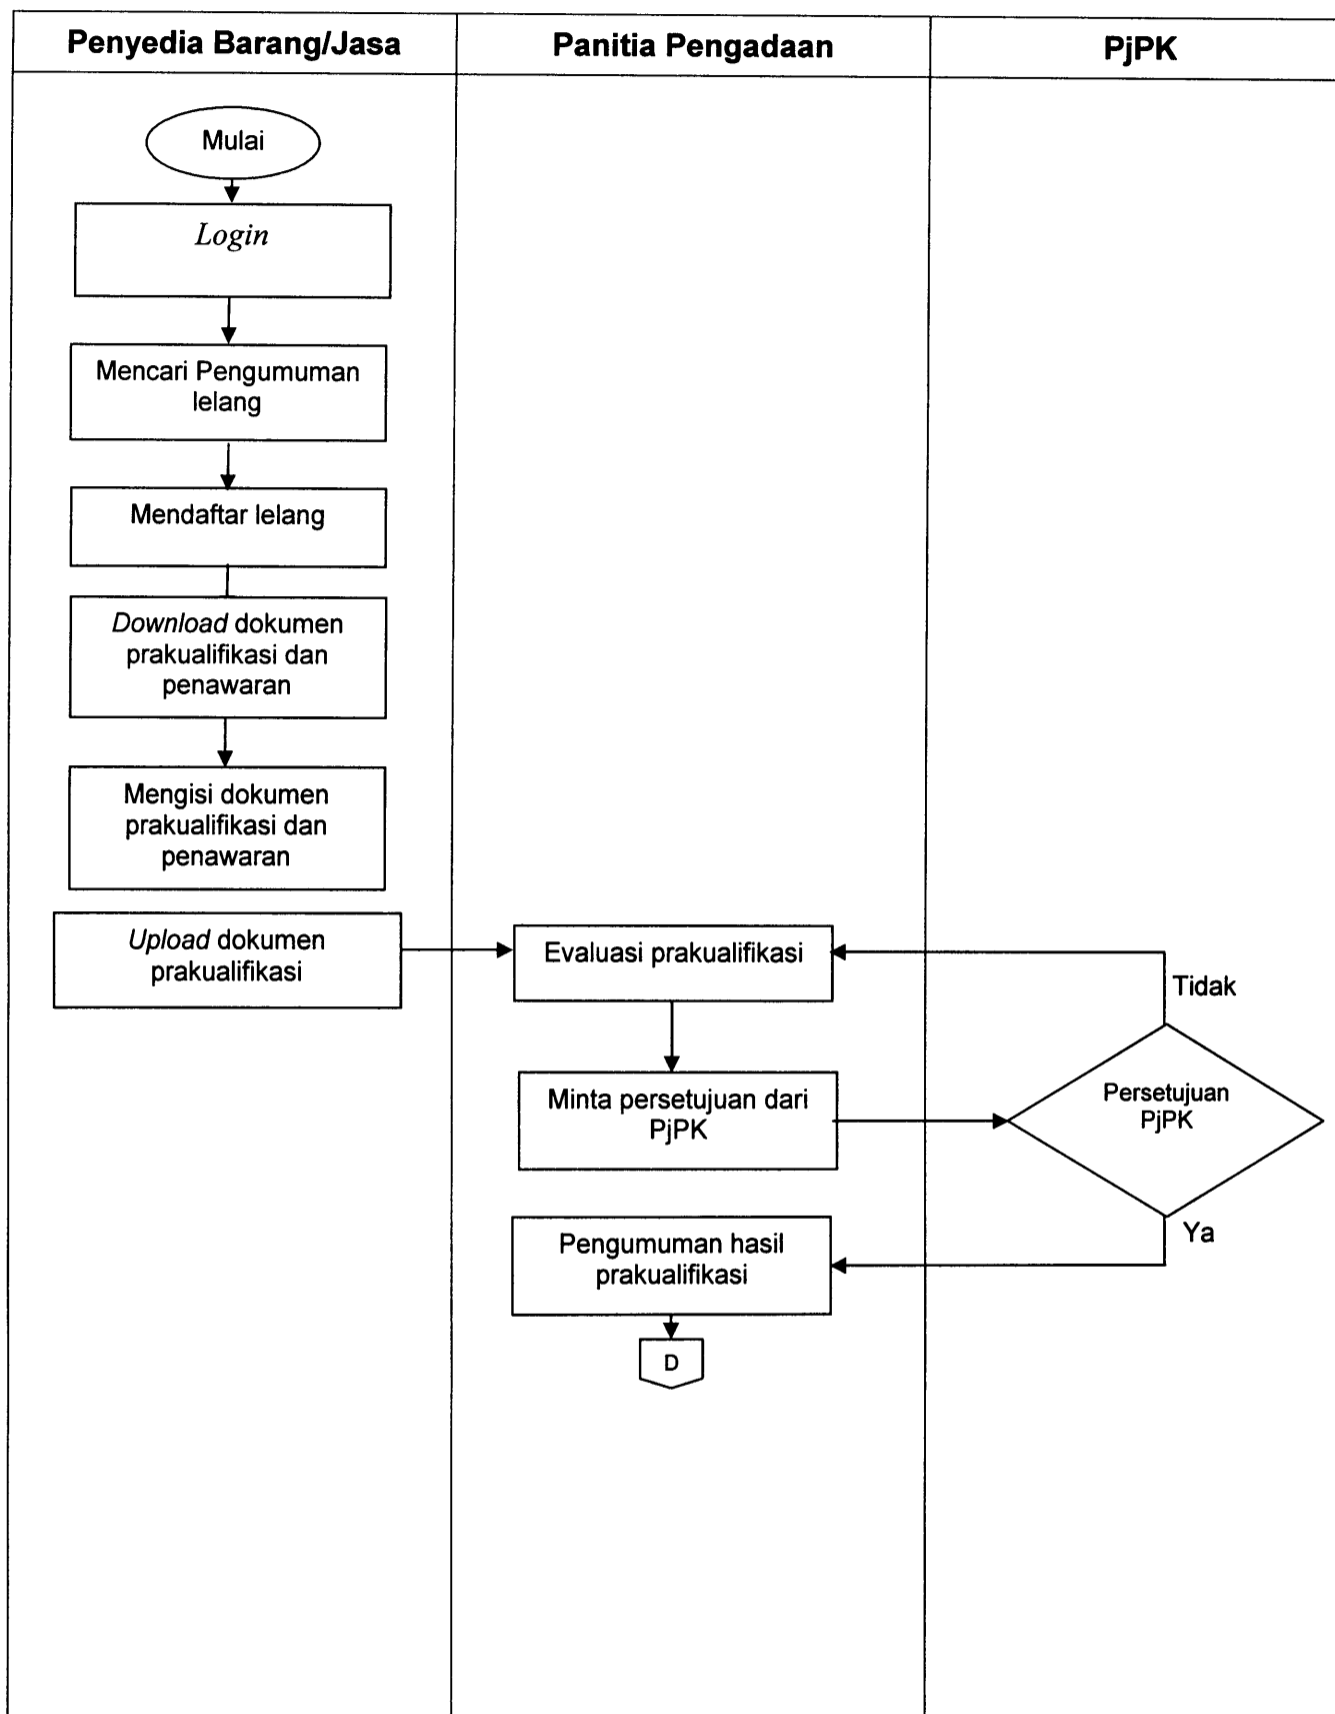 Penyedia Barang/Jasa
Panitia Pengadaan
PjPK
Mulai
Login
Mencari Pengumuman
lelang
Mendaftar lelang
Download dokumen
prakualifikasi dan
penawaran
Mengisi dokumen
prakualifikasi dan
penawaran
Upload dokumen
prakualifikasi
Evaluasi prakualifikasi
Tidak
Minta persetujuan dari
PjPK
Persetujuan
PjPK
Ya
Pengumuman hasil
prakualifikasi
D